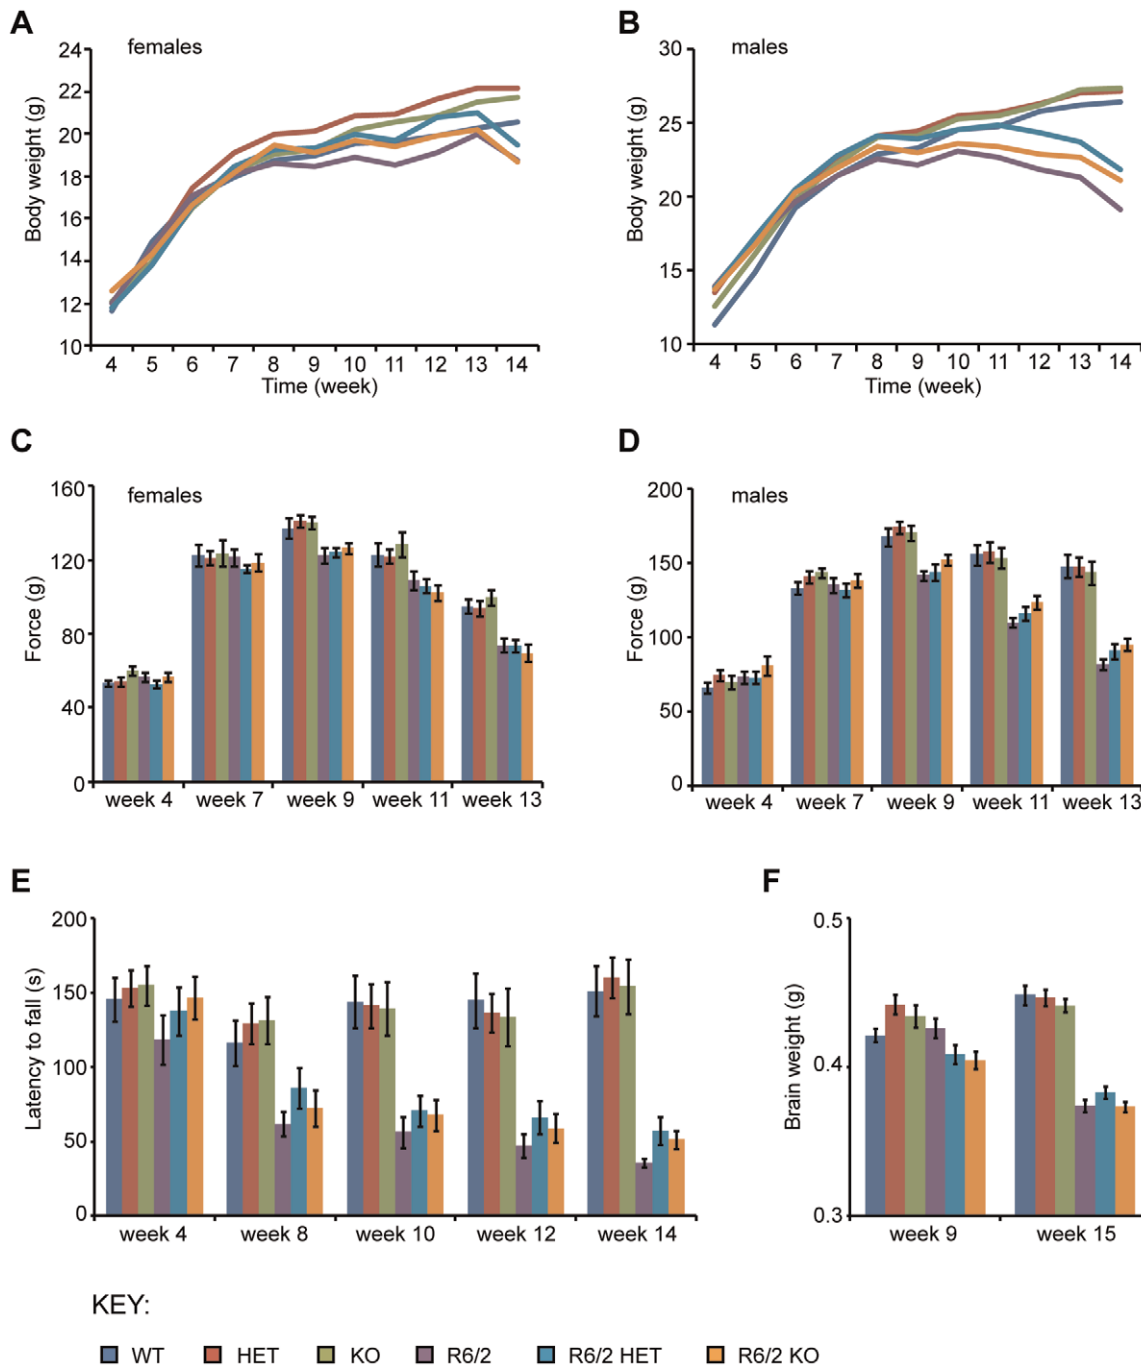 A
females
Body weight (g)
24
22
20
18
16
14
12
10
4 5 6 7 8 9 10 11 12 13 14
Time (week)
B
males
Body weight (g)
30
25
20
15
10
4 5 6 7 8 9 10 11 12 13 14
Time (week)
C
females
Force (g)
160
120
80
40
0
week 4 week 7 week 9 week 11 week 13
D
males
Force (g)
200
150
100
50
0
week 4 week 7 week 9 week 11 week 13
E
Latency to fall (s)
200
150
100
50
0
week 4 week 8 week 10 week 12 week 14
F
Brain weight (g)
0.5
0.4
0.3
week 9 week 15
KEY:
WT HET KO R6/2 R6/2 HET R6/2 KO